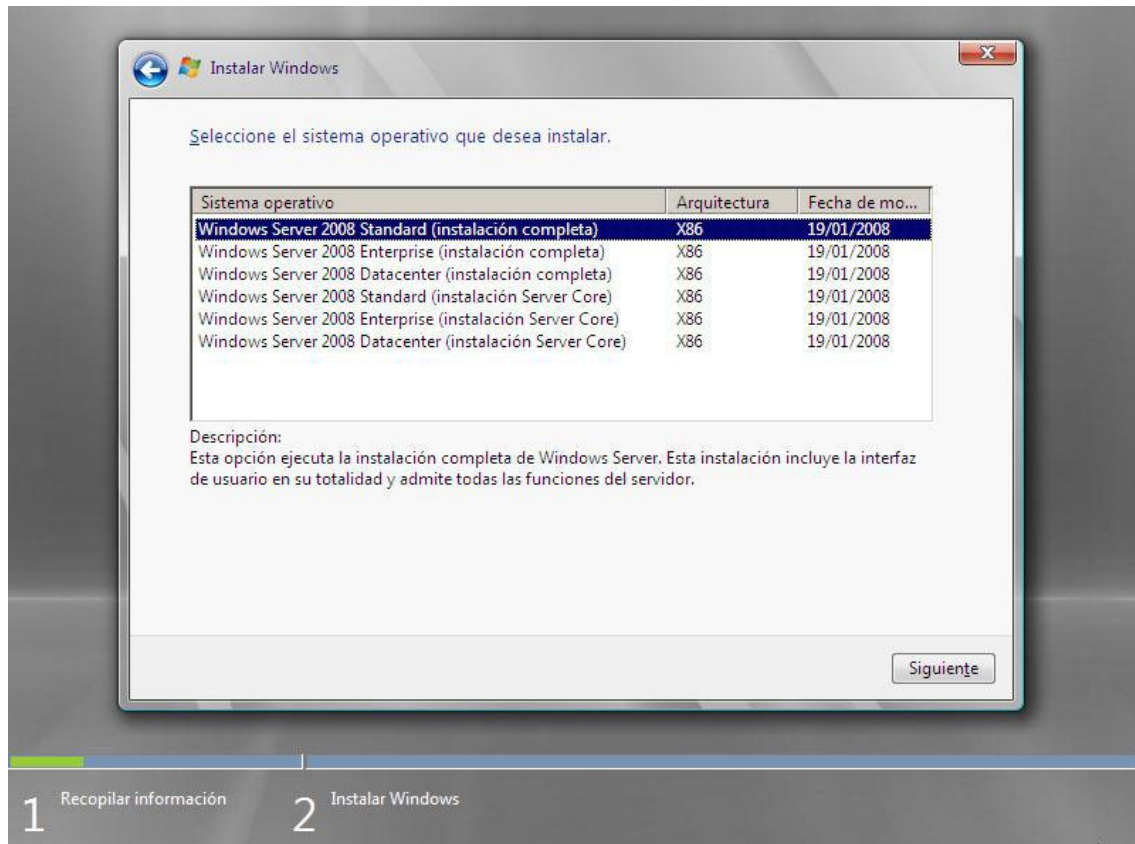 Instalar Windows
Seleccione el sistema operativo que desea instalar.
Sistema operativo Arquitectura Fecha de mo...
Windows Server 2008 Standard (instalación completa) X86 19/01/2008
Windows Server 2008 Enterprise (instalación completa) X86 19/01/2008
Windows Server 2008 Datacenter (instalación completa) X86 19/01/2008
Windows Server 2008 Standard (instalación Server Core) X86 19/01/2008
Windows Server 2008 Enterprise (instalación Server Core) X86 19/01/2008
Windows Server 2008 Datacenter (instalación Server Core) X86 19/01/2008
Descripción:
Esta opción ejecuta la instalación completa de Windows Server. Esta instalación incluye la interfaz
de usuario en su totalidad y admite todas las funciones del servidor.
Siguiente
1 Recopilar información 2 Instalar Windows